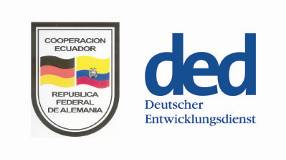 COOPERACION
ECUADOR
REPUBLICA
FEDERAL
DE ALEMANIA
ded
Deutscher
Entwicklungsdienst